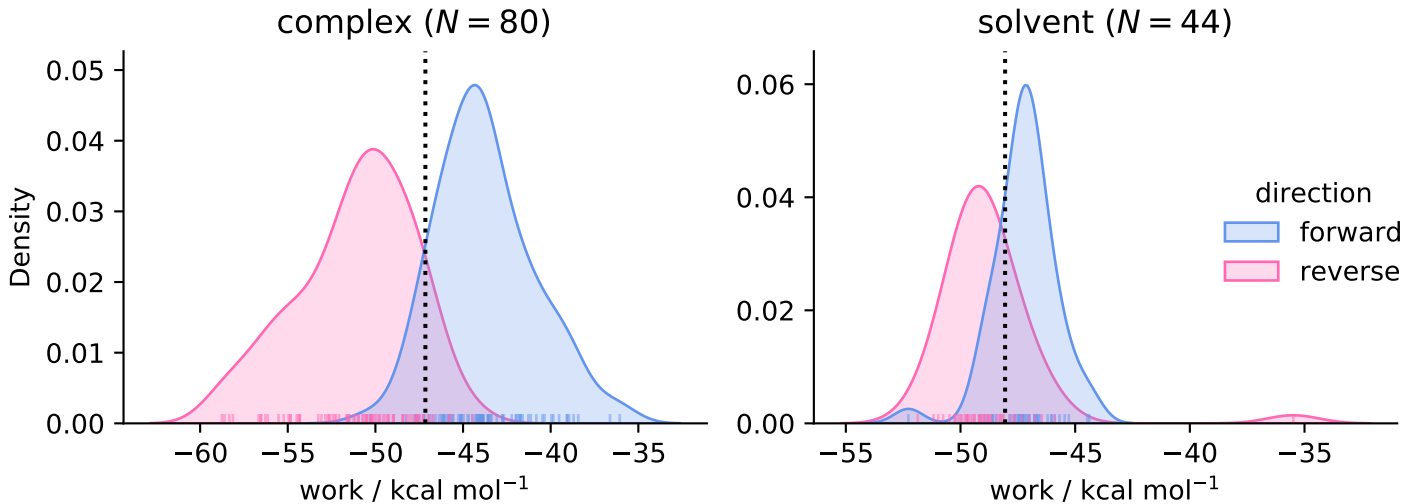 complex (N = 80)
0.05
0.04
0.03
0.02
0.01
0.00
Density
−60
−55
−50
−45
−40
−35
work / kcal mol⁻¹
solvent (N = 44)
0.06
0.04
0.02
0.00
−55
−50
−45
−40
−35
work / kcal mol⁻¹
direction
forward
reverse